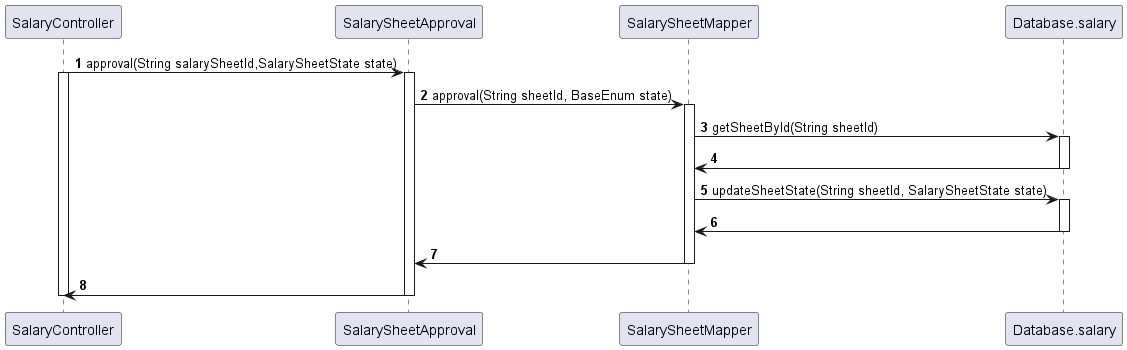 SalaryController SalarySheetApproval SalarySheetMapper Database.salary
1 approval(String salarySheetId,SalarySheetState state)
2 approval(String sheetId, BaseEnum state)
3 getSheetById(String sheetId)
4
5 updateSheetState(String sheetId, SalarySheetState state)
6
7
8
SalaryController SalarySheetApproval SalarySheetMapper Database.salary